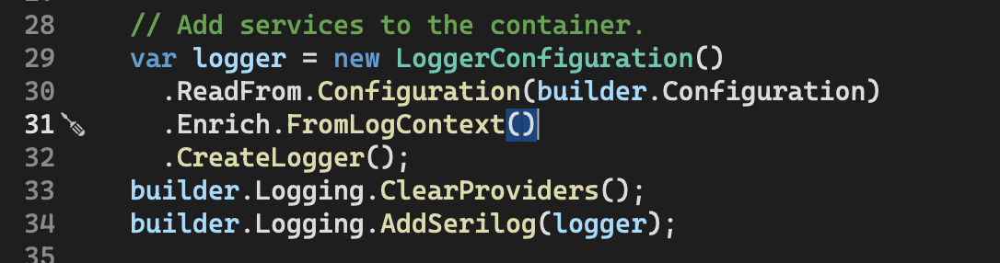 28 // Add services to the container.
29 var logger = new LoggerConfiguration()
30 .ReadFrom.Configuration(builder.Configuration)
31 .Enrich.FromLogContext()
32 .CreateLogger();
33 builder.Logging.ClearProviders();
34 builder.Logging.AddSerilog(logger);
35